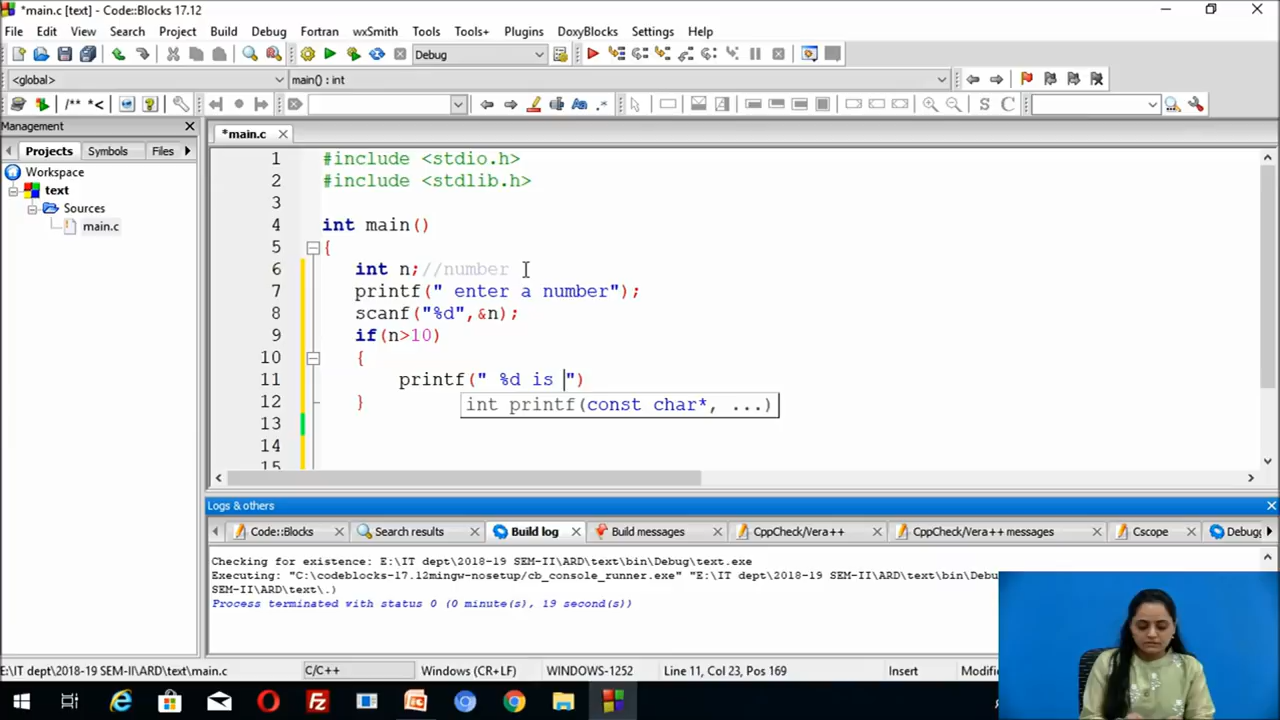 *main.c [text] - Code::Blocks 17.12
File Edit View Search Project Build Debug Fortran wxSmith Tools Tools+ Plugins DoxyBlocks Settings Help
Debug
<global> main() : int
/** *< Aa .* S C
Management
Projects Symbols Files
Workspace
text
Sources
main.c
*main.c
1 #include <stdio.h>
2 #include <stdlib.h>
3
4 int main()
5 {
6 int n;//number
7 printf(" enter a number");
8 scanf("%d",&n);
9 if(n>10)
10 {
11 printf(" %d is ")
int printf(const char*, ...)
12 }
13
14
15
Logs & others
Code::Blocks Search results Build log Build messages CppCheck/Vera++ CppCheck/Vera++ messages Cscope Debugg
Checking for existence: E:\IT dept\2018-19 SEM-II\ARD\text\bin\Debug\text.exe
Executing: "C:\codeblocks-17.12mingw-nosetup/cb_console_runner.exe" "E:\IT dept\2018-19 SEM-II\ARD\text\bin\Debu
SEM-II\ARD\text\.)
Process terminated with status 0 (0 minute(s), 19 second(s))
E:\IT dept\2018-19 SEM-II\ARD\text\main.c C/C++ Windows (CR+LF) WINDOWS-1252 Line 11, Col 23, Pos 169 Insert Modifi